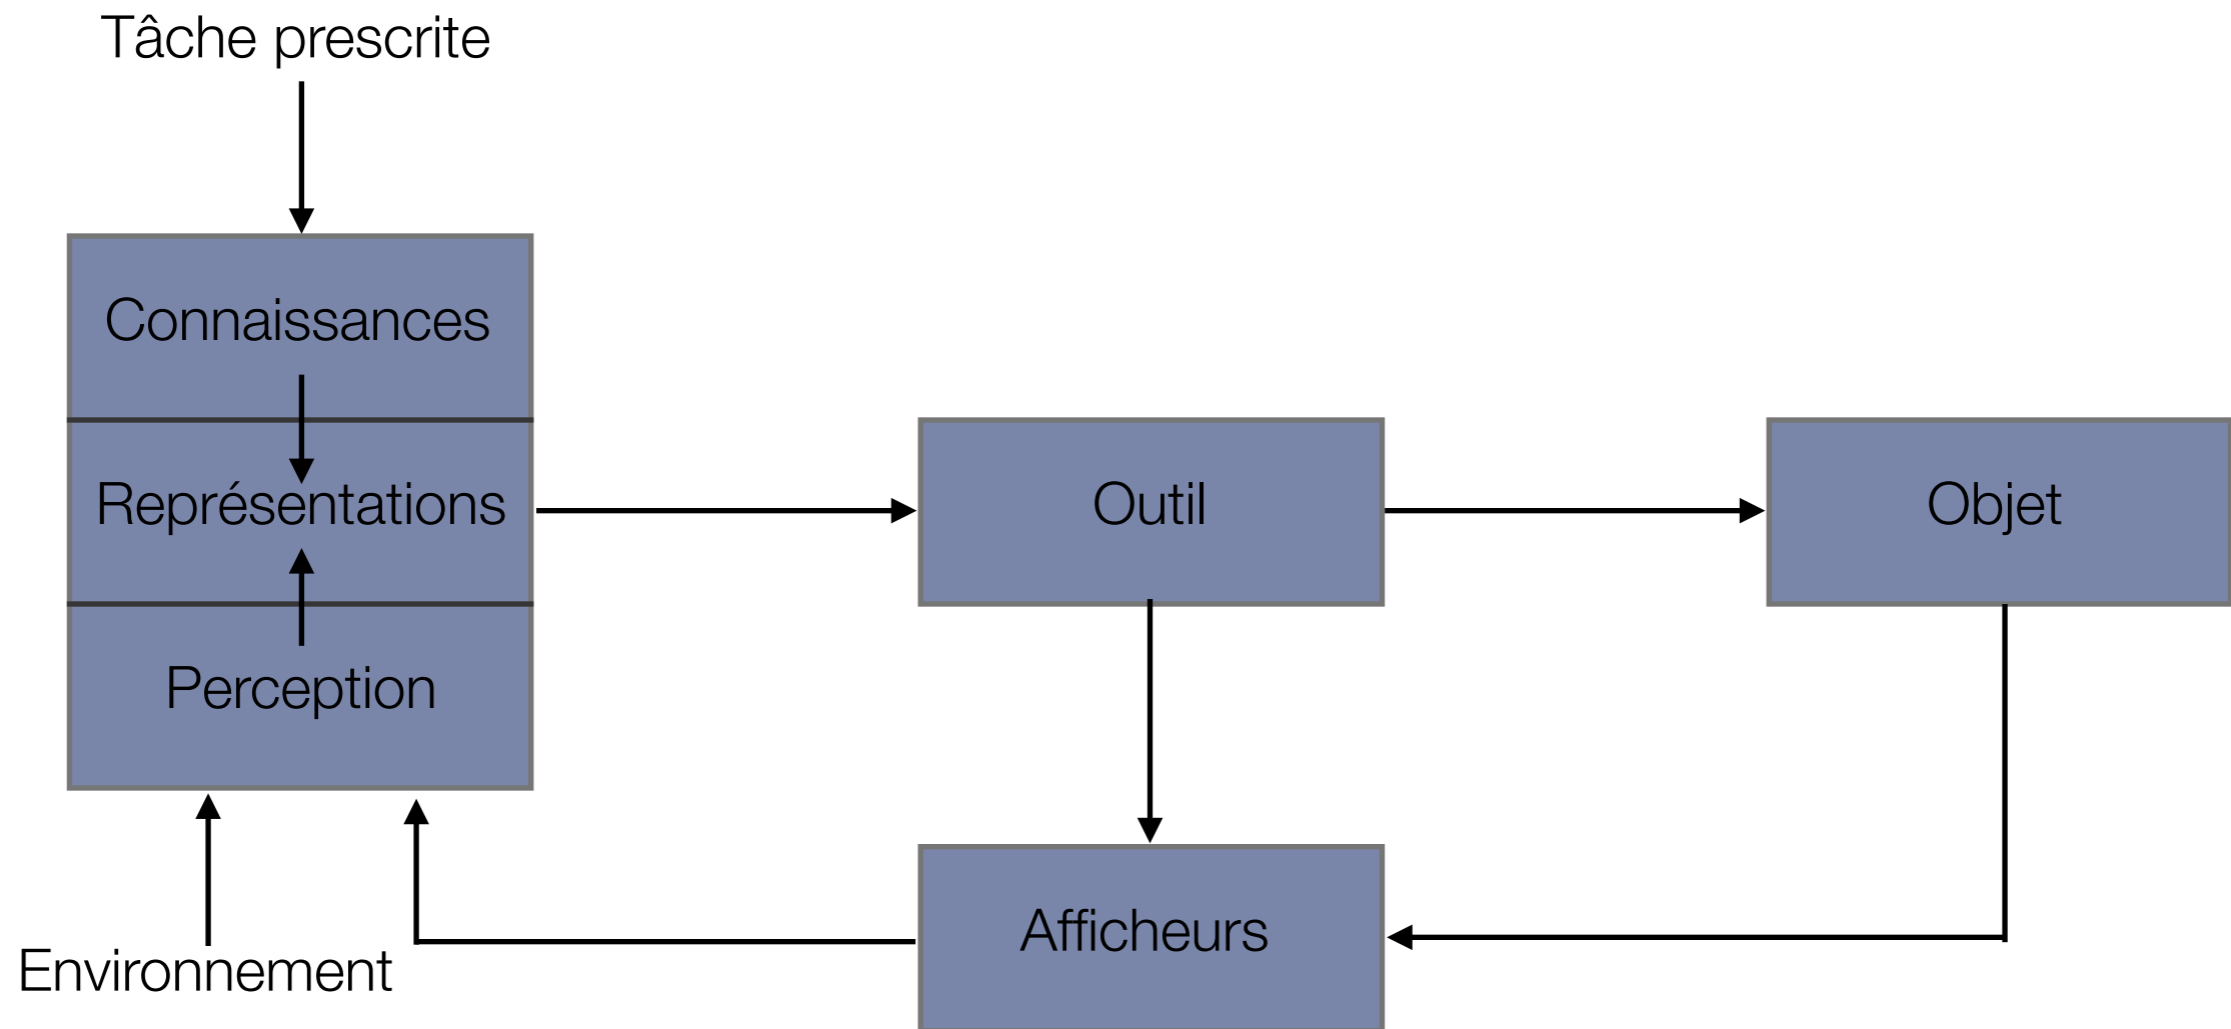 Tâche prescrite
Connaissances
Représentations
Outil
Objet
Perception
Afficheurs
Environnement